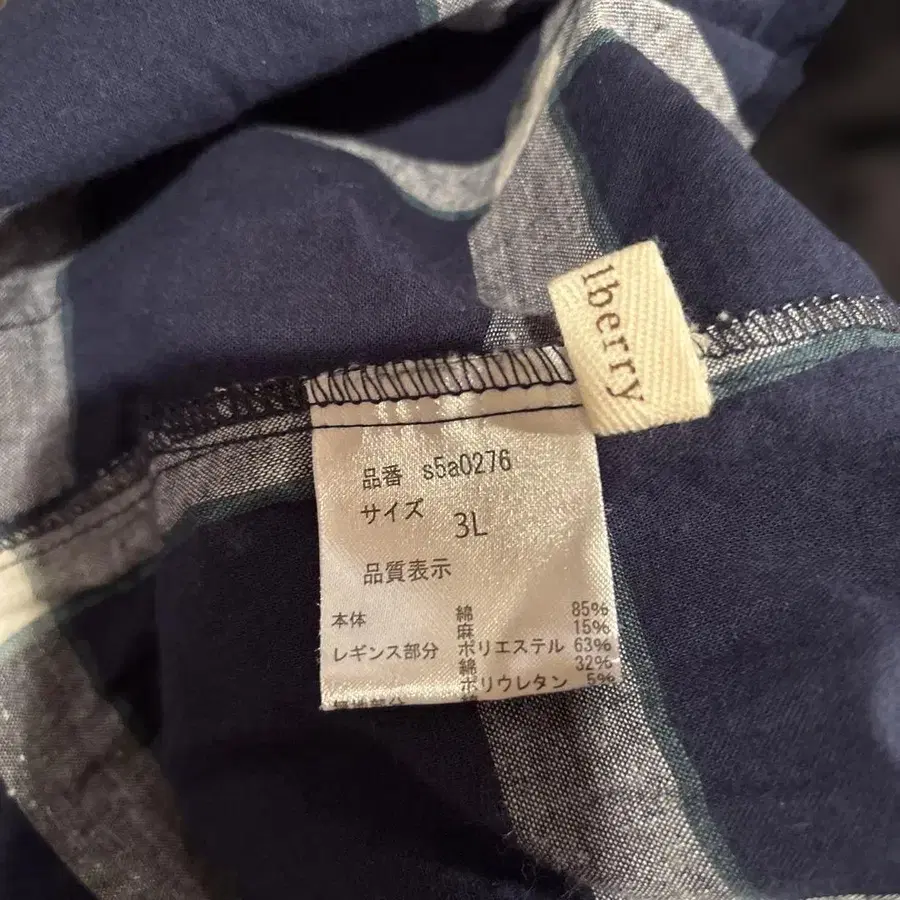 lberry
品番 s5a0276
サイズ 3L
品質表示
本体 綿 85%
麻 15%
レギンス部分 ポリエステル 63%
綿 32%
ポリウレタン 5%